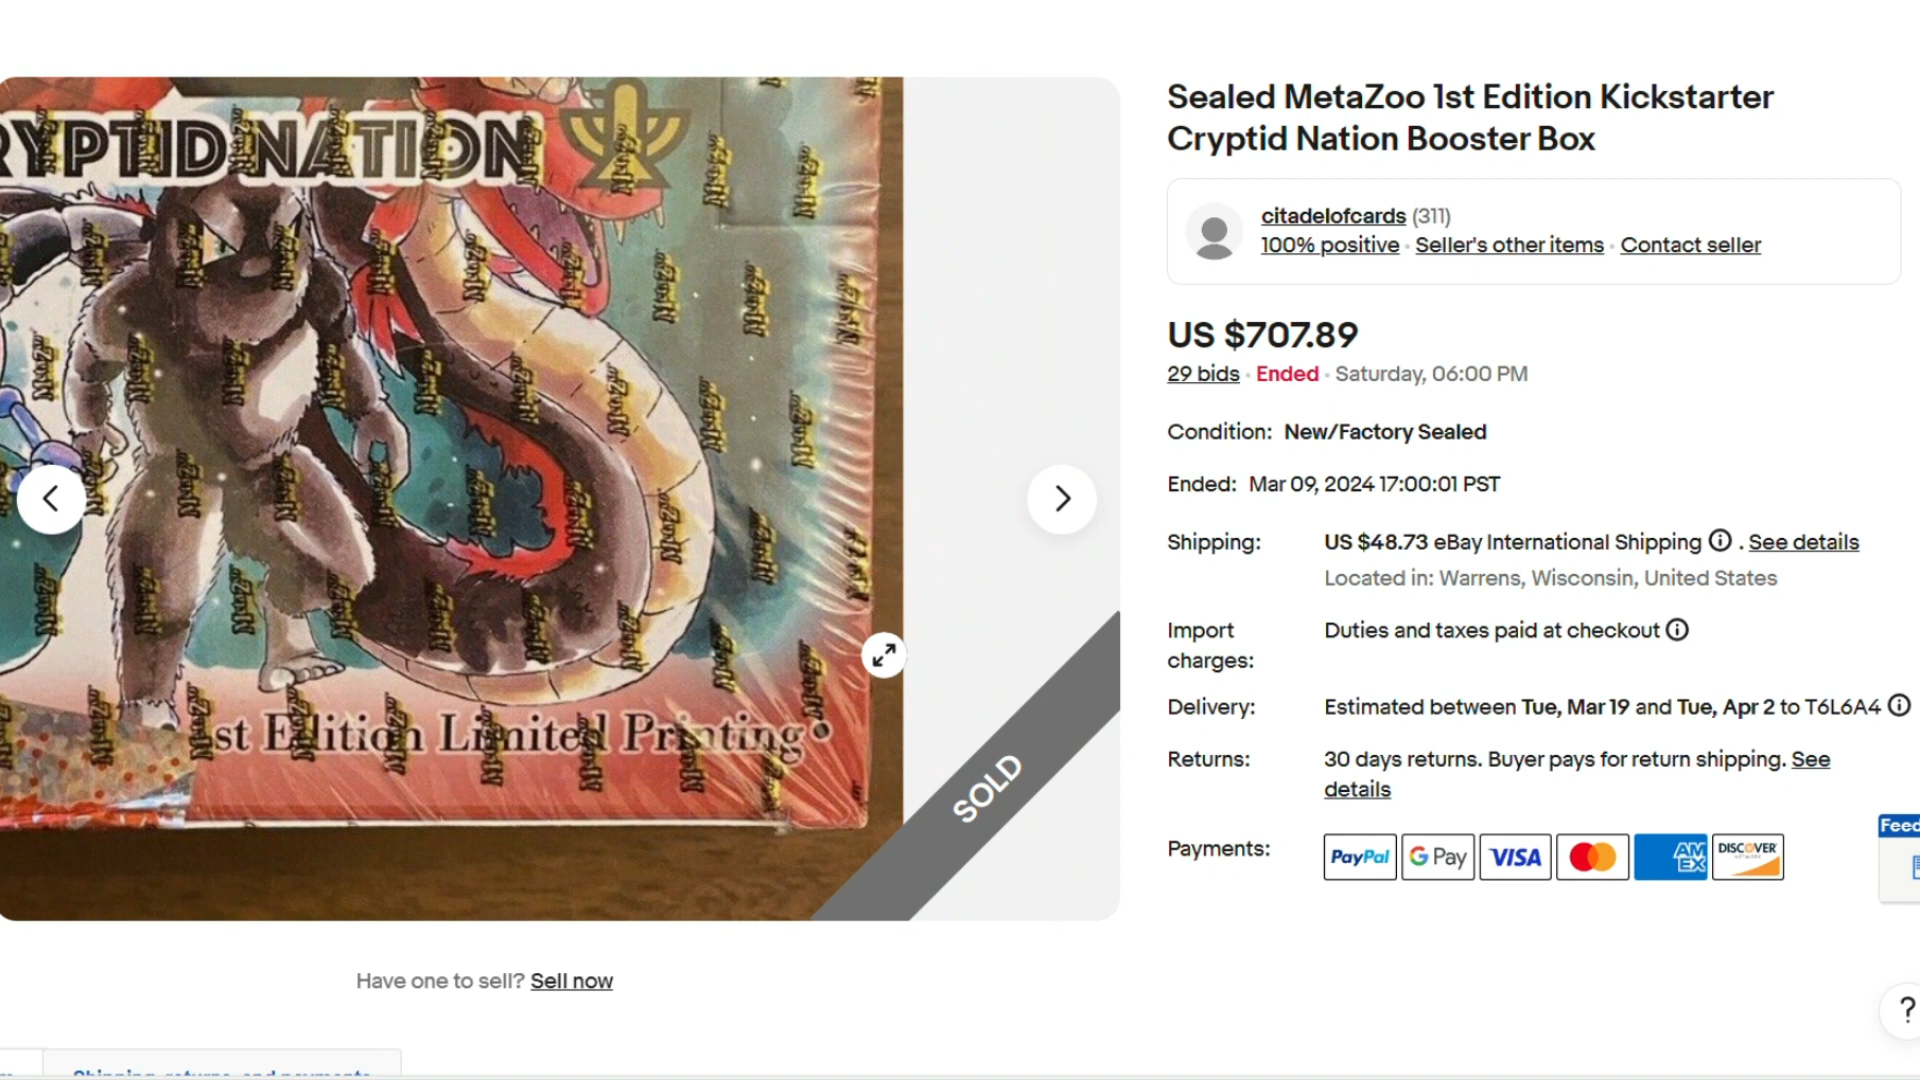 RYPTID NATION
1st Edition Limited Printing
SOLD
Have one to sell? Sell now
Shipping, returns, and payments
Sealed MetaZoo 1st Edition Kickstarter
Cryptid Nation Booster Box
citadelofcards (311)
100% positive · Seller's other items · Contact seller
US $707.89
29 bids · Ended · Saturday, 06:00 PM
Condition: New/Factory Sealed
Ended: Mar 09, 2024 17:00:01 PST
Shipping: US $48.73 eBay International Shipping . See details
Located in: Warrens, Wisconsin, United States
Import charges: Duties and taxes paid at checkout
Delivery: Estimated between Tue, Mar 19 and Tue, Apr 2 to T6L6A4
Returns: 30 days returns. Buyer pays for return shipping. See
details
Payments: PayPal G Pay VISA AM EX DISCOVER
Feed
?